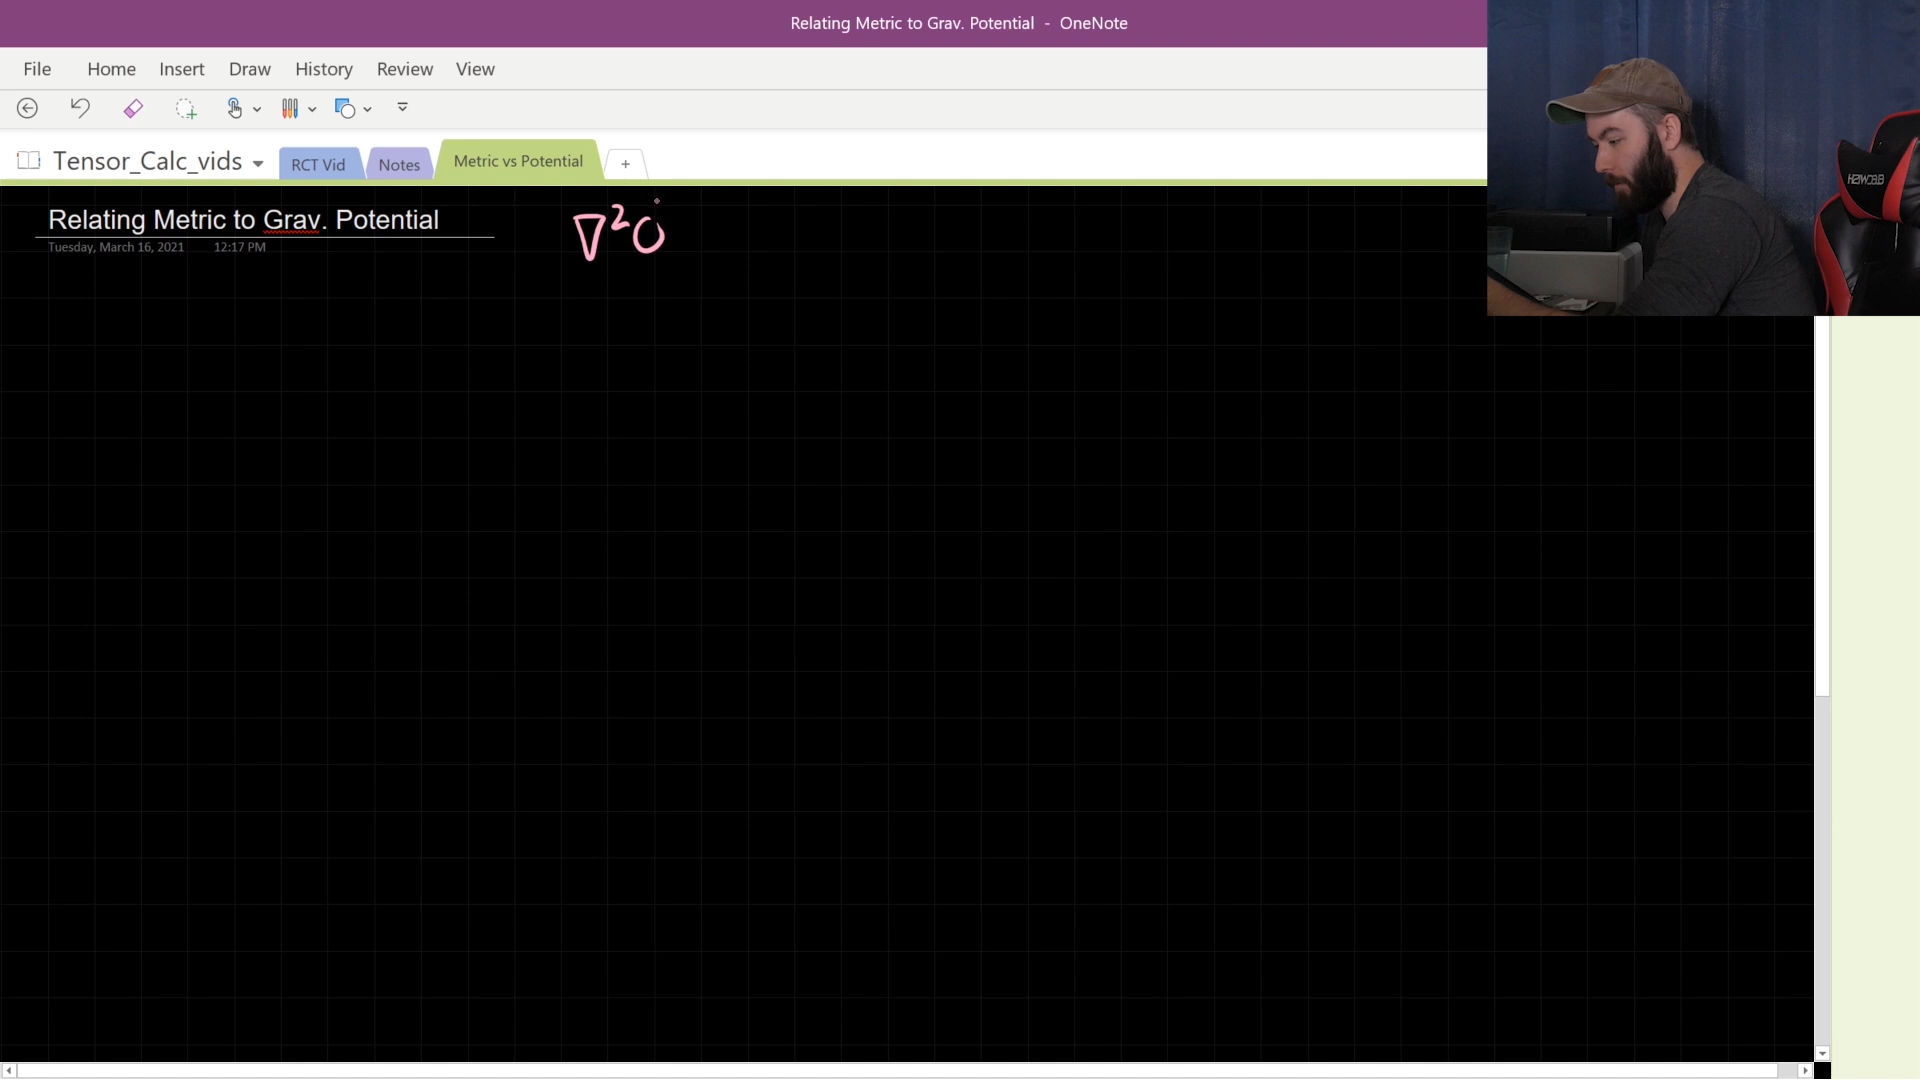 Relating Metric to Grav. Potential - OneNote
File Home Insert Draw History Review View
Tensor_Calc_vids RCT Vid Notes Metric vs Potential +
Relating Metric to Grav. Potential
Tuesday, March 16, 2021 12:17 PM
∇²O